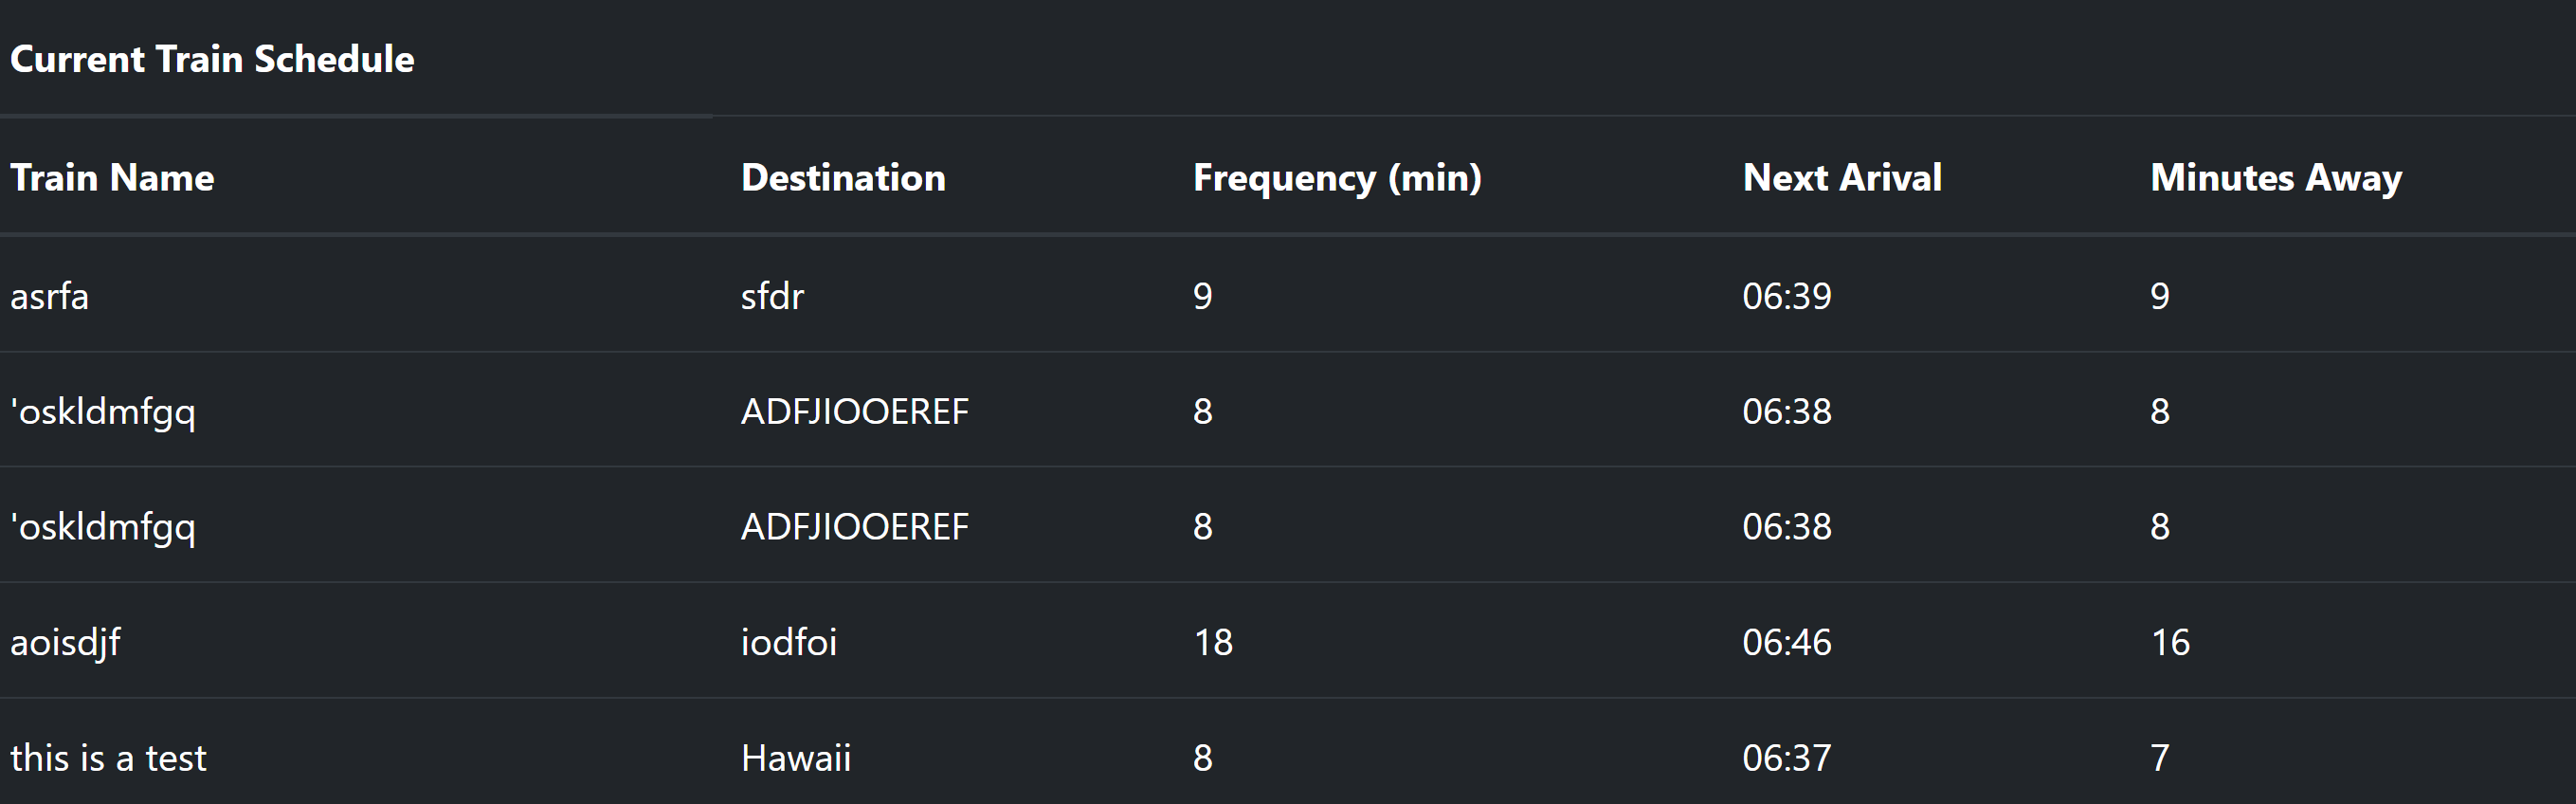 Current Train Schedule
Train Name Destination Frequency (min) Next Arival Minutes Away
asrfa sfdr 9 06:39 9
'oskldmfgq ADFJIOOEREF 8 06:38 8
'oskldmfgq ADFJIOOEREF 8 06:38 8
aoisdjf iodfoi 18 06:46 16
this is a test Hawaii 8 06:37 7